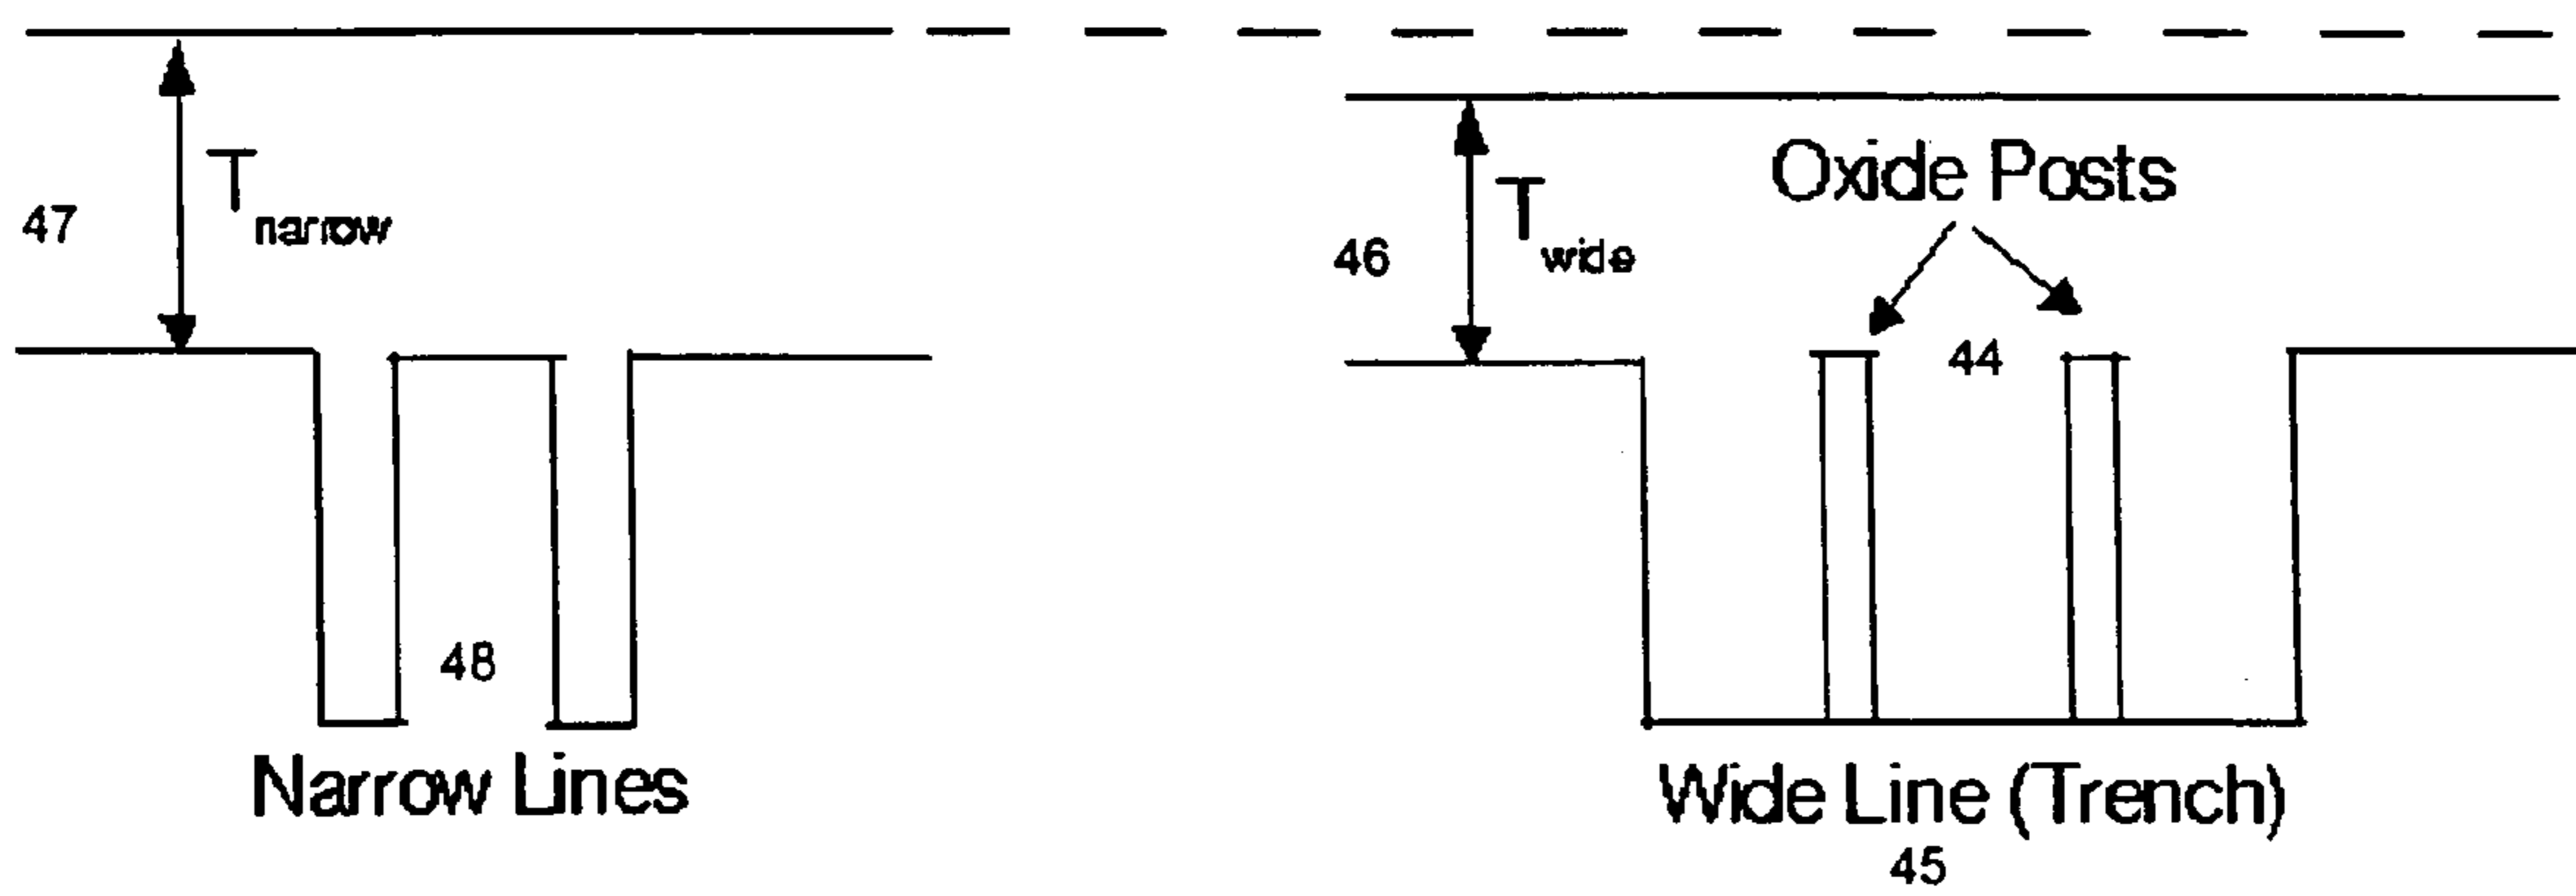 47
T narrow
46
T wide
Oxide Posts
44
48
Narrow Lines
Wide Line (Trench)
45